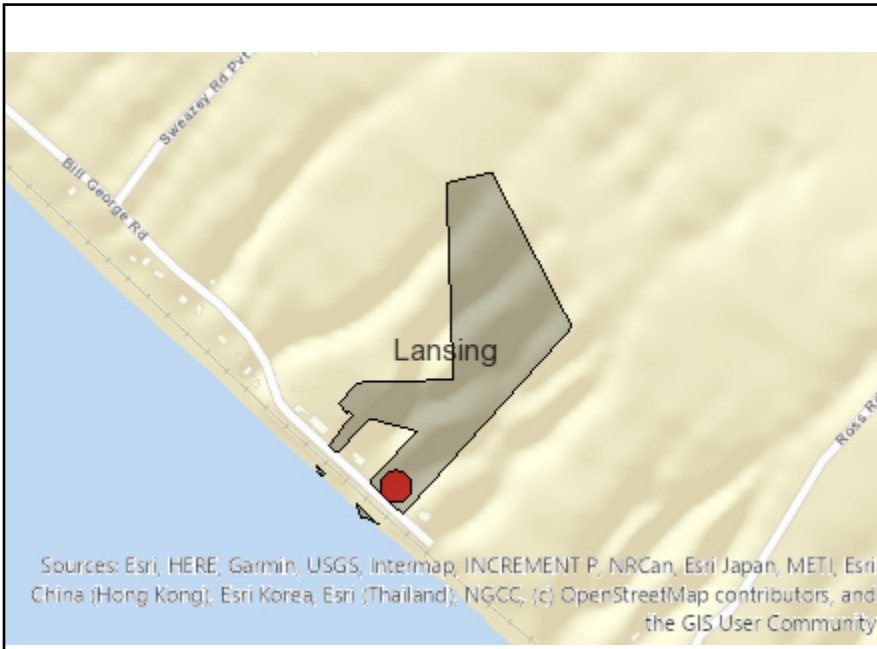 Sweazey Rd Pvt
Bill George Rd
Lansing
Ross Rd
Sources: Esri, HERE, Garmin, USGS, Intermap, INCREMENT P, NRCan, Esri Japan, METI, Esri
China (Hong Kong), Esri Korea, Esri (Thailand), NGCC, (c) OpenStreetMap contributors, and
the GIS User Community